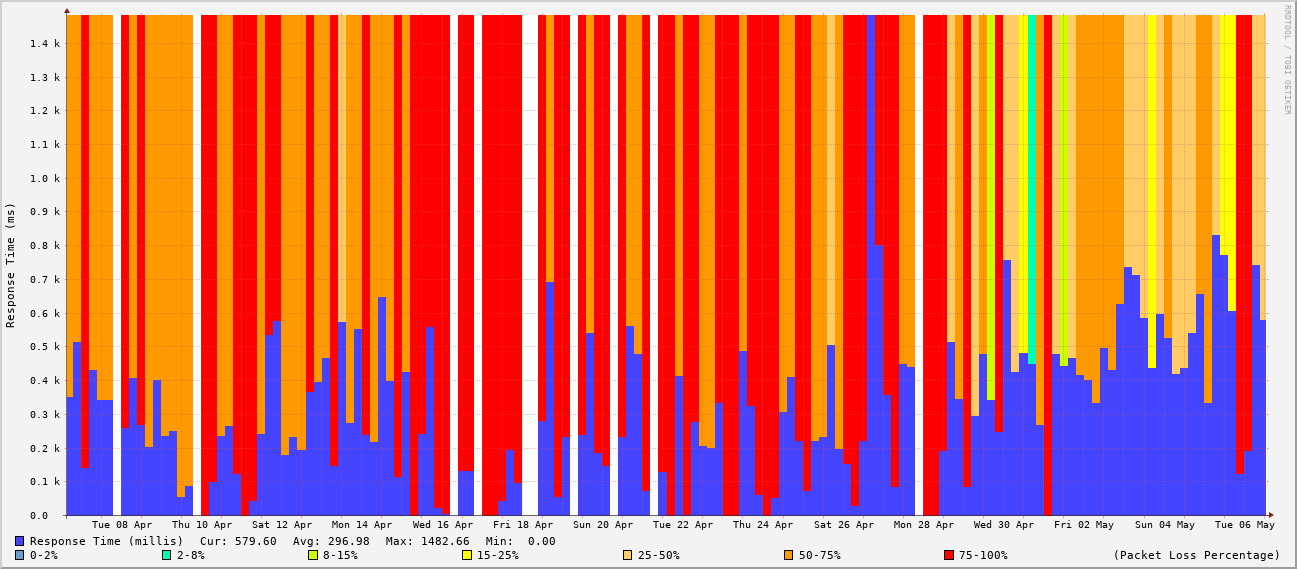 RRDTOOL / TOBI OETIKER
Response Time (ms)
1.4 k
1.3 k
1.2 k
1.1 k
1.0 k
0.9 k
0.8 k
0.7 k
0.6 k
0.5 k
0.4 k
0.3 k
0.2 k
0.1 k
0.0
Tue 08 Apr Thu 10 Apr Sat 12 Apr Mon 14 Apr Wed 16 Apr Fri 18 Apr Sun 20 Apr Tue 22 Apr Thu 24 Apr Sat 26 Apr Mon 28 Apr Wed 30 Apr Fri 02 May Sun 04 May Tue 06 May
Response Time (millis) Cur: 579.60 Avg: 296.98 Max: 1482.66 Min: 0.00
0-2% 2-8% 8-15% 15-25% 25-50% 50-75% 75-100% (Packet Loss Percentage)